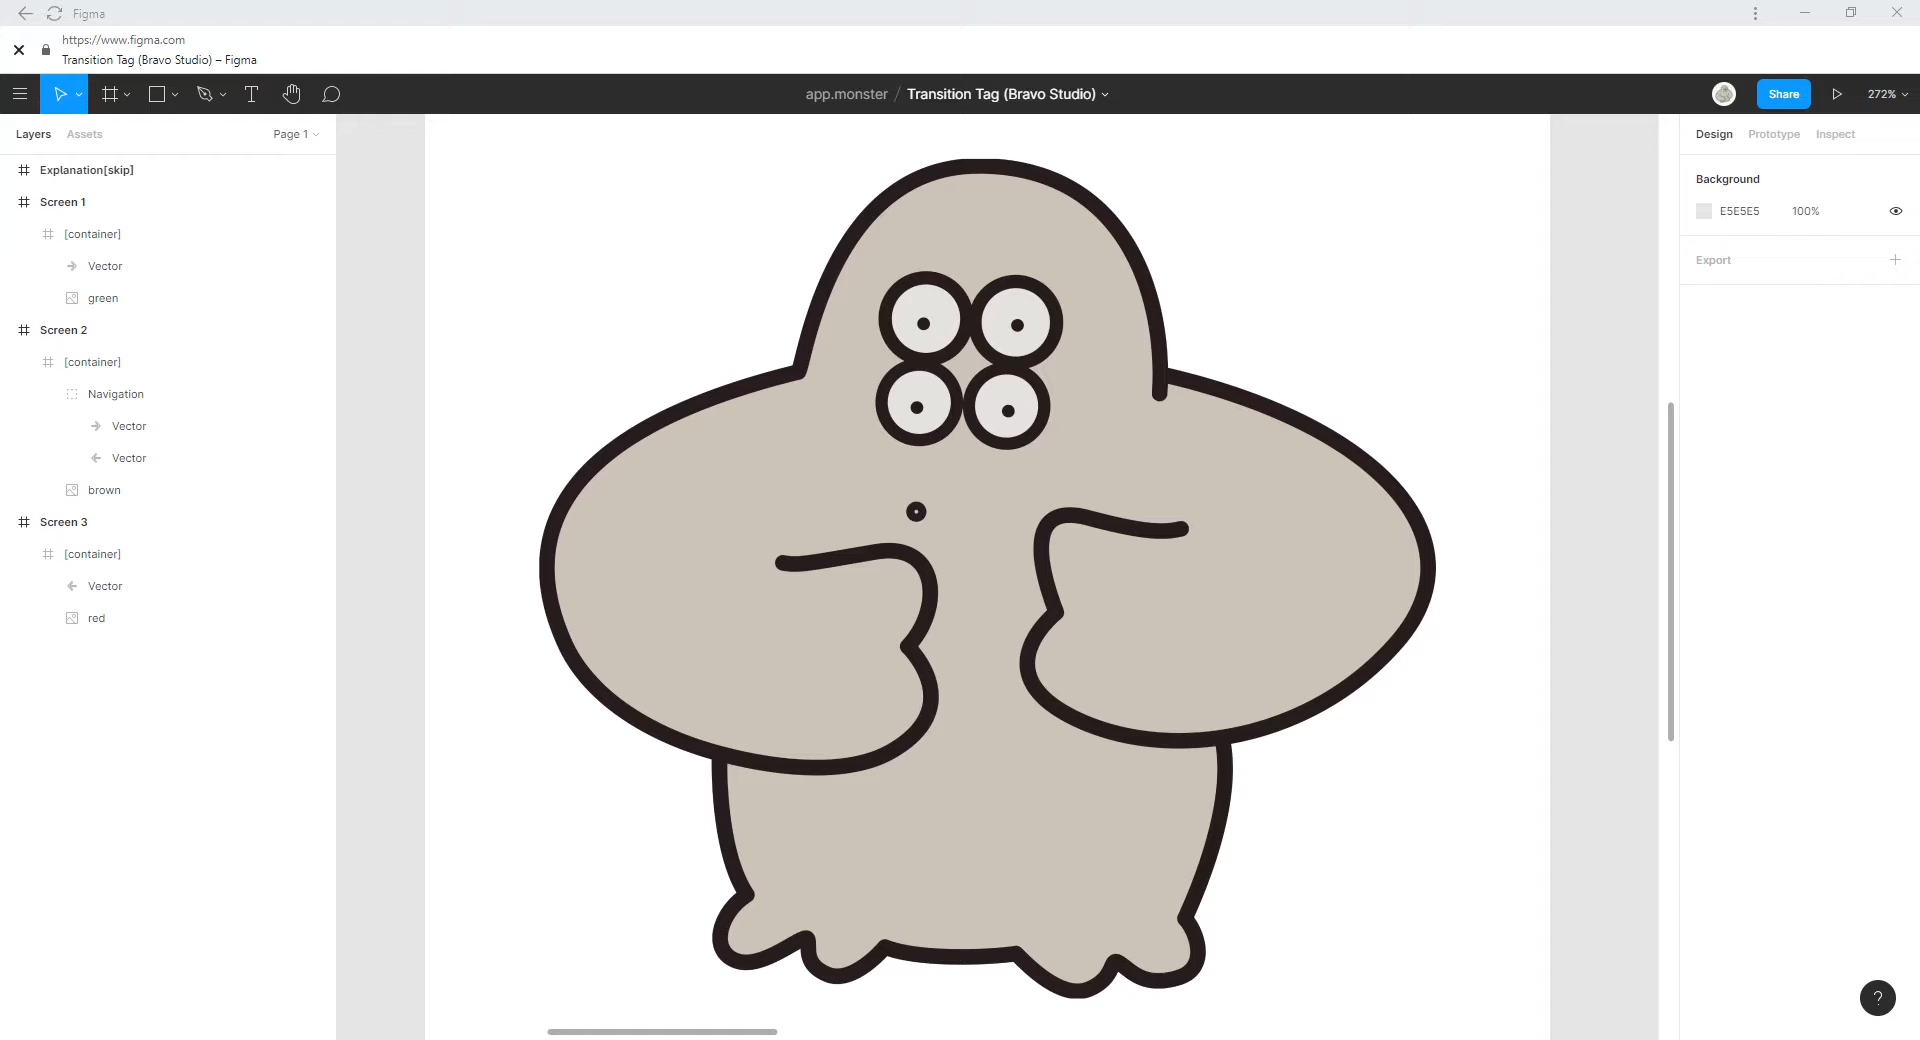 Figma
https://www.figma.com
Transition Tag (Bravo Studio) – Figma
app.monster / Transition Tag (Bravo Studio)
Share
272%
Layers
Assets
Page 1
Explanation[skip]
Screen 1
[container]
Vector
green
Screen 2
[container]
Navigation
Vector
Vector
brown
Screen 3
[container]
Vector
red
Design
Prototype
Inspect
Background
E5E5E5 100%
Export
?